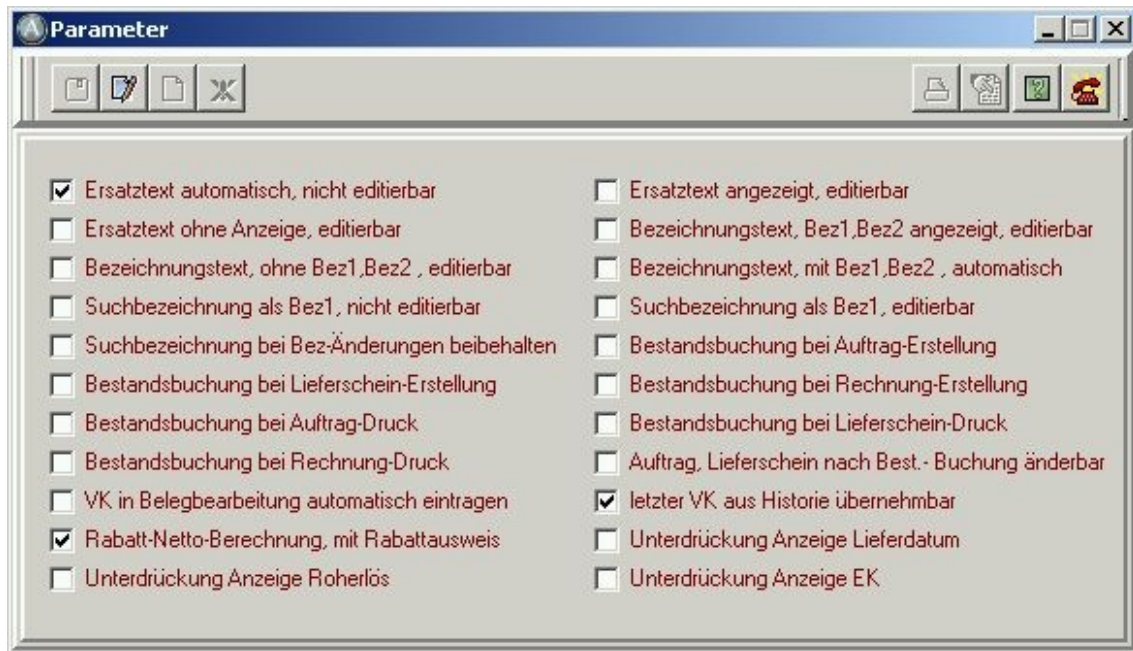 Parameter
Ersatztext automatisch, nicht editierbar
Ersatztext angezeigt, editierbar
Ersatztext ohne Anzeige, editierbar
Bezeichnungstext, Bez1,Bez2 angezeigt, editierbar
Bezeichnungstext, ohne Bez1,Bez2 , editierbar
Bezeichnungstext, mit Bez1,Bez2 , automatisch
Suchbezeichnung als Bez1, nicht editierbar
Suchbezeichnung als Bez1, editierbar
Suchbezeichnung bei Bez-Änderungen beibehalten
Bestandsbuchung bei Auftrag-Erstellung
Bestandsbuchung bei Lieferschein-Erstellung
Bestandsbuchung bei Rechnung-Erstellung
Bestandsbuchung bei Auftrag-Druck
Bestandsbuchung bei Lieferschein-Druck
Bestandsbuchung bei Rechnung-Druck
Auftrag, Lieferschein nach Best.- Buchung änderbar
VK in Belegbearbeitung automatisch eintragen
letzter VK aus Historie übernehmbar
Rabatt-Netto-Berechnung, mit Rabattausweis
Unterdrückung Anzeige Lieferdatum
Unterdrückung Anzeige Roherlös
Unterdrückung Anzeige EK